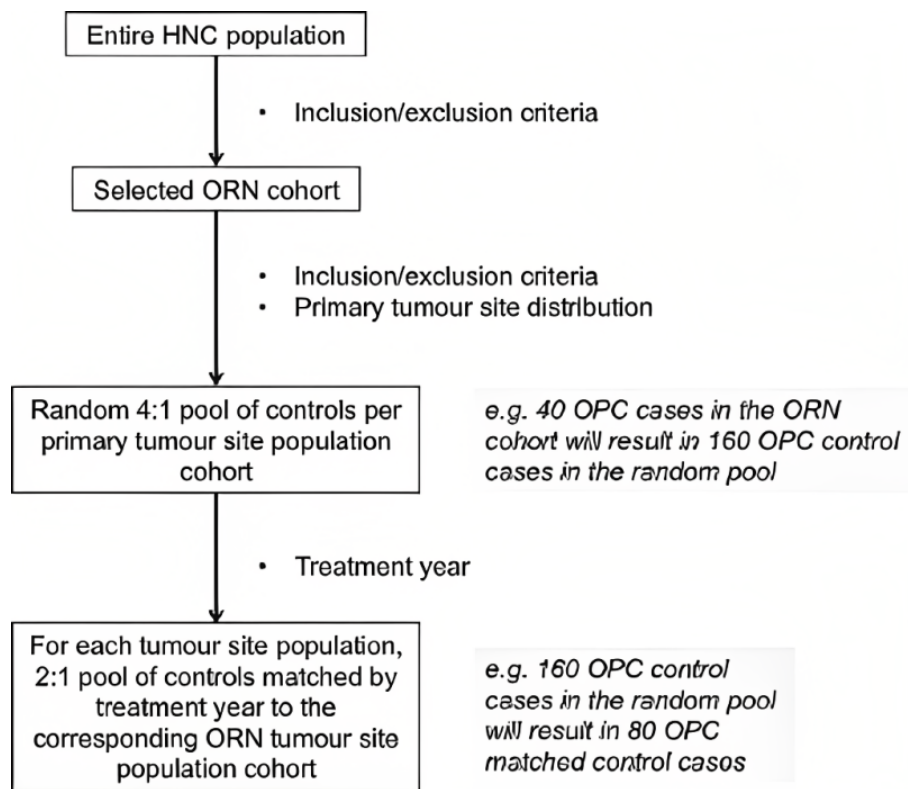 Entire HNC population
• Inclusion/exclusion criteria
Selected ORN cohort
• Inclusion/exclusion criteria
• Primary tumour site distribution
Random 4:1 pool of controls per
primary tumour site population
cohort
e.g. 40 OPC cases in the ORN
cohort will result in 160 OPC control
cases in the random pool
• Treatment year
For each tumour site population,
2:1 pool of controls matched by
treatment year to the
corresponding ORN tumour site
population cohort
e.g. 160 OPC control
cases in the random pool
will result in 80 OPC
matched control casos